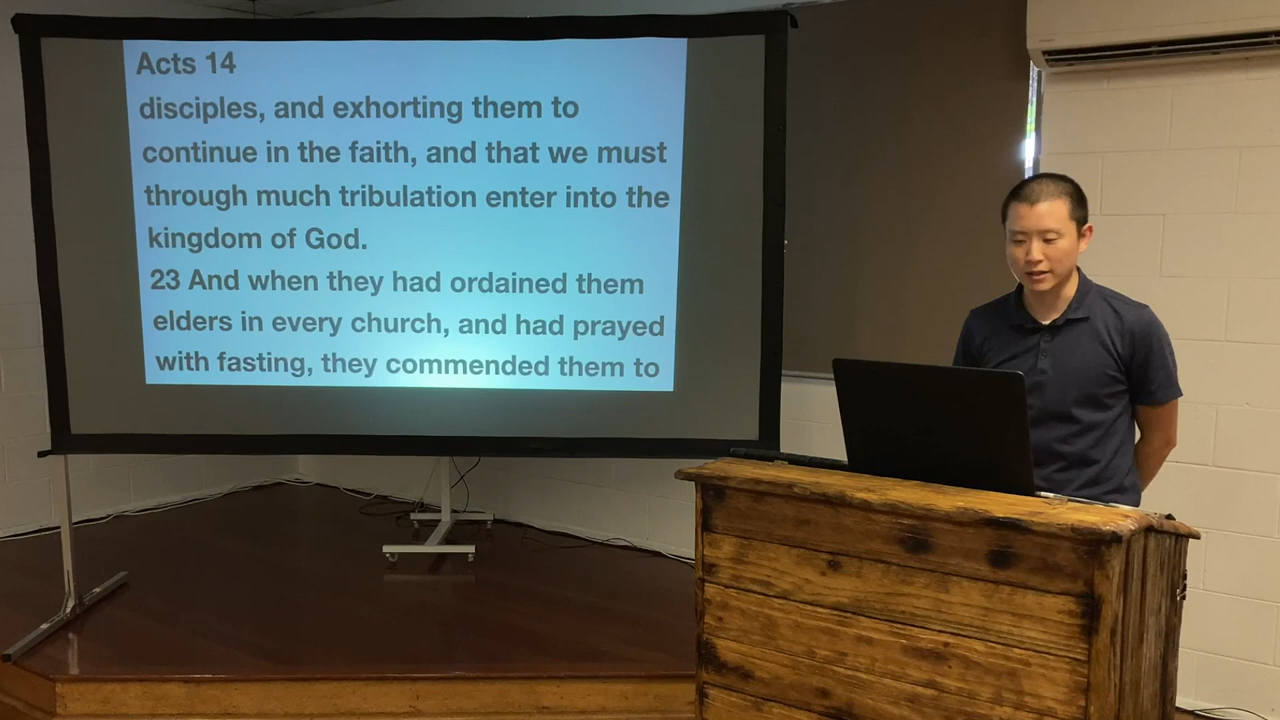 Acts 14
disciples, and exhorting them to
continue in the faith, and that we must
through much tribulation enter into the
kingdom of God.
23 And when they had ordained them
elders in every church, and had prayed
with fasting, they commended them to